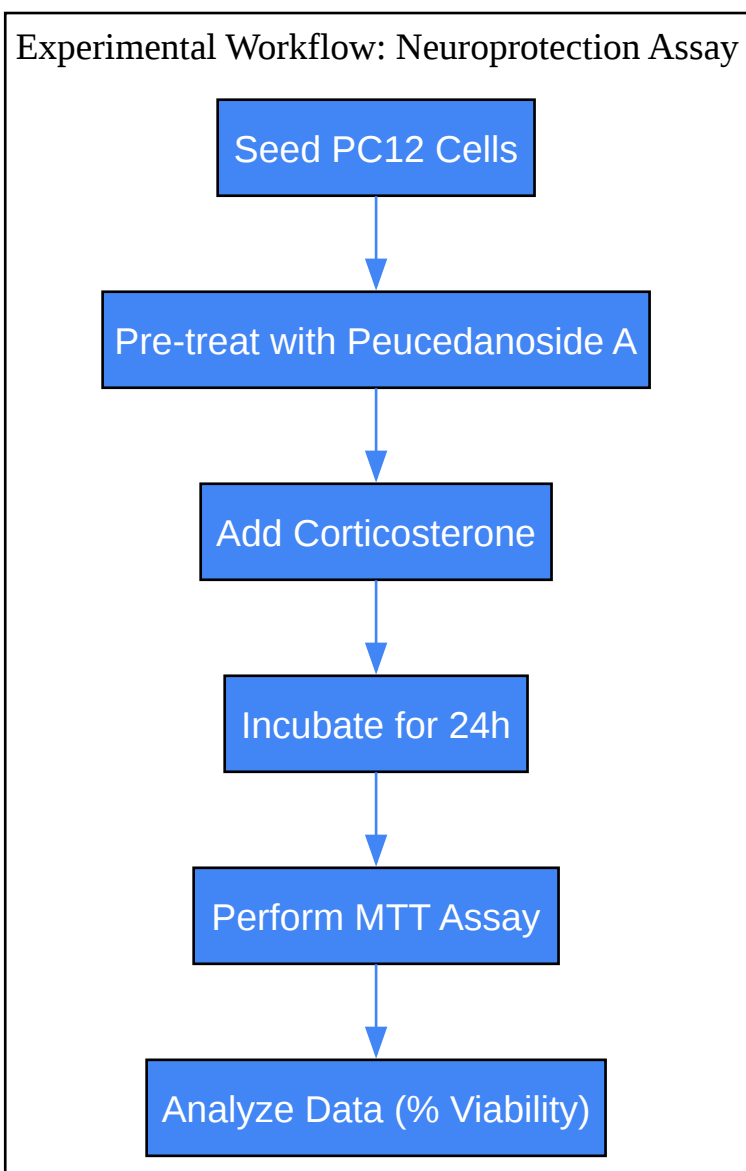 Experimental Workflow: Neuroprotection Assay
Seed PC12 Cells
Pre-treat with Peucedanoside A
Add Corticosterone
Incubate for 24h
Perform MTT Assay
Analyze Data (% Viability)